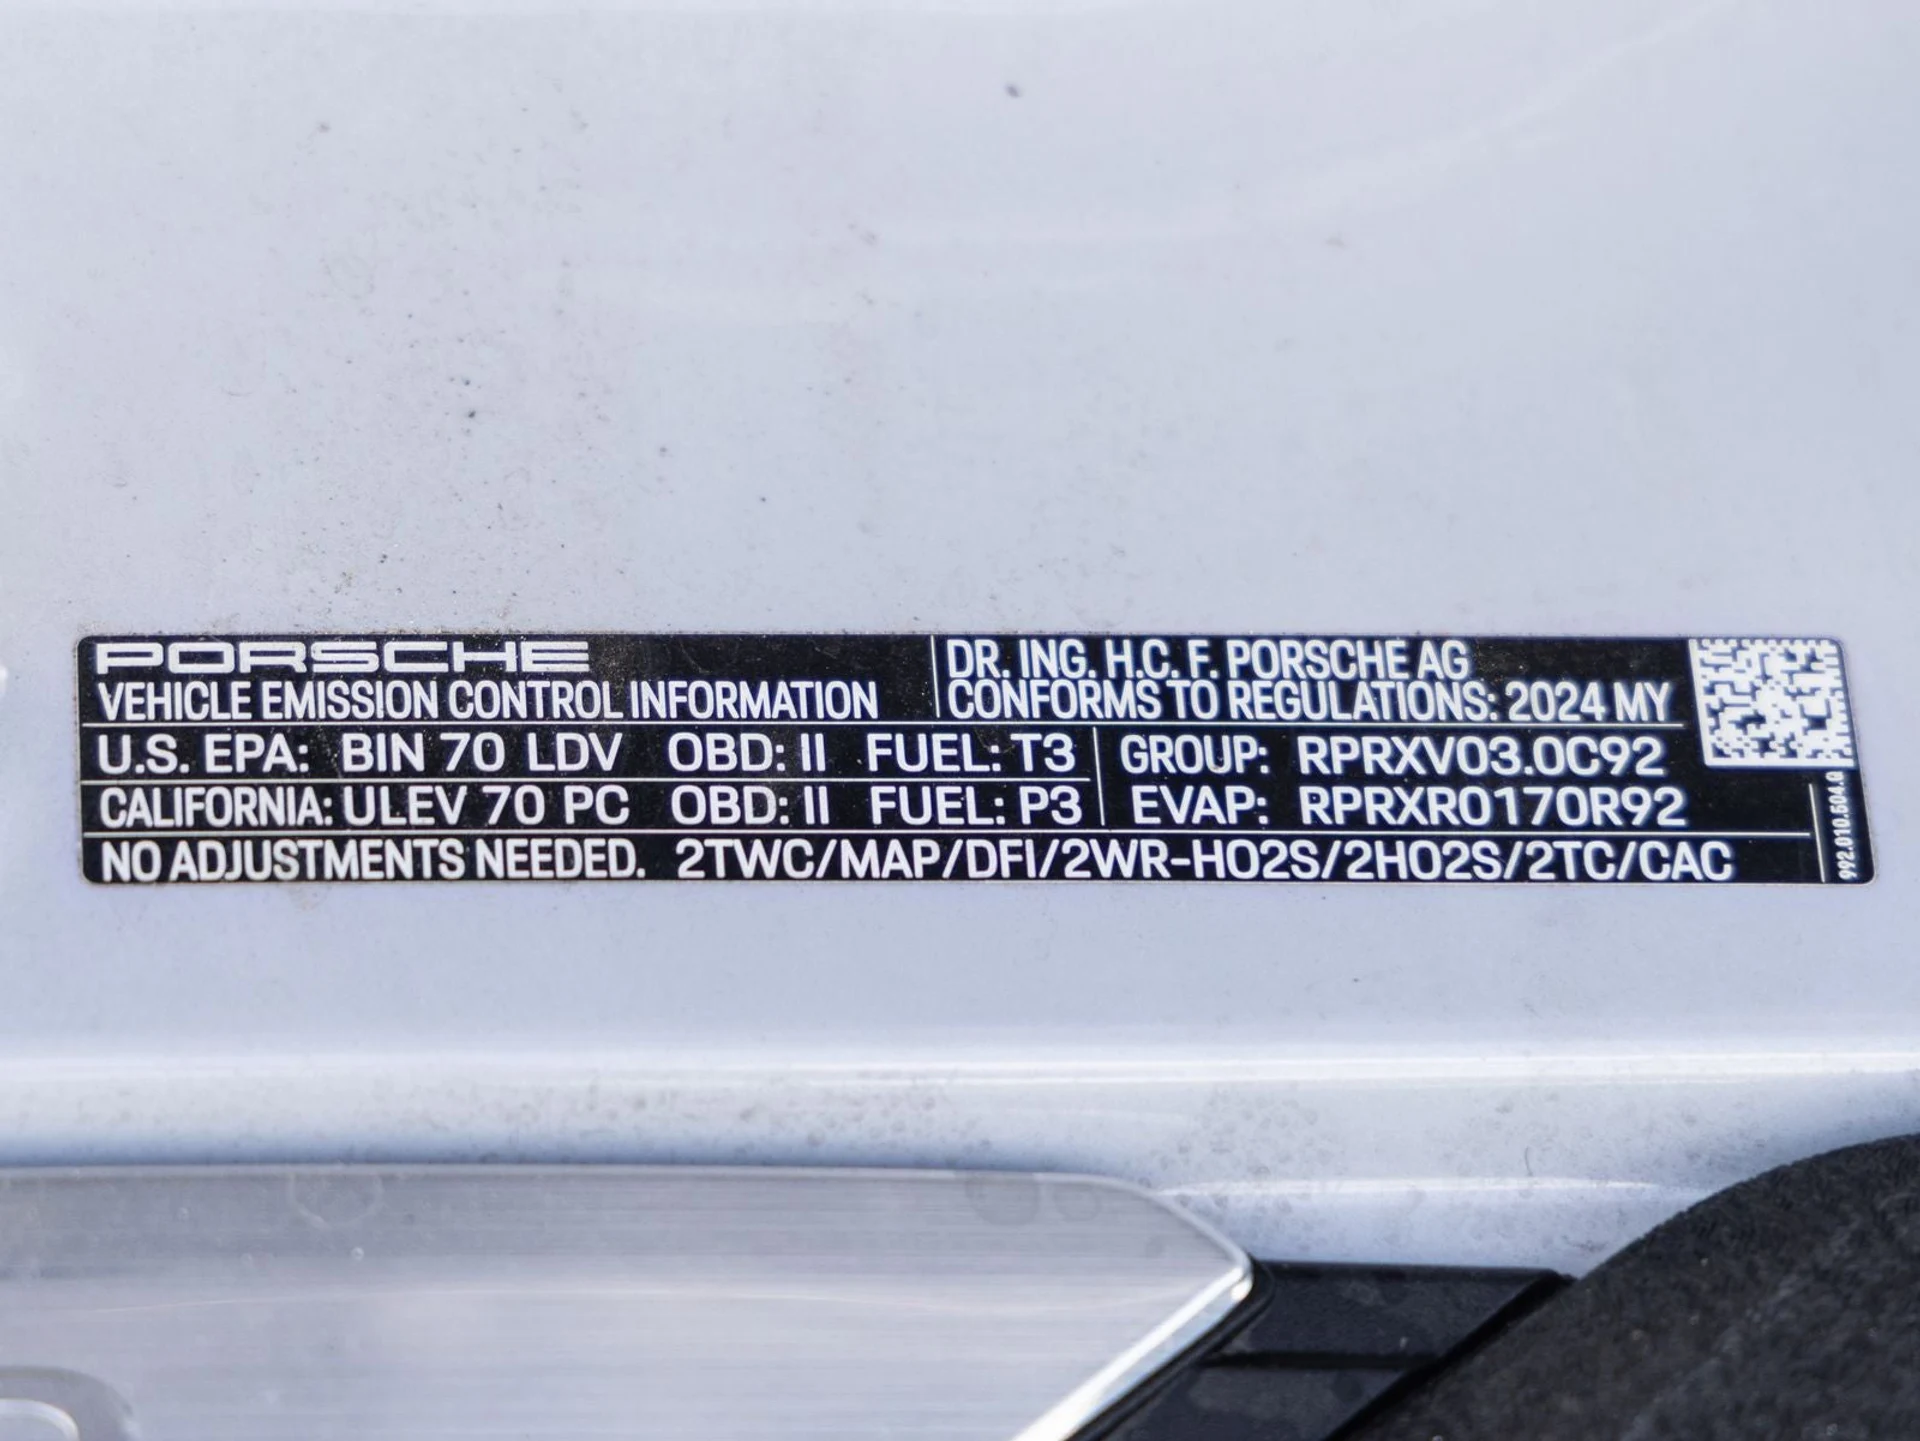 PORSCHE
VEHICLE EMISSION CONTROL INFORMATION
DR. ING. H.C. F. PORSCHE AG
CONFORMS TO REGULATIONS: 2024 MY
U.S. EPA: BIN 70 LDV OBD: II FUEL: T3
GROUP: RPRXV03.0C92
CALIFORNIA: ULEV 70 PC OBD: II FUEL: P3
EVAP: RPRXR0170R92
NO ADJUSTMENTS NEEDED. 2TWC/MAP/DFI/2WR-HO2S/2HO2S/2TC/CAC
992.010.504.Q